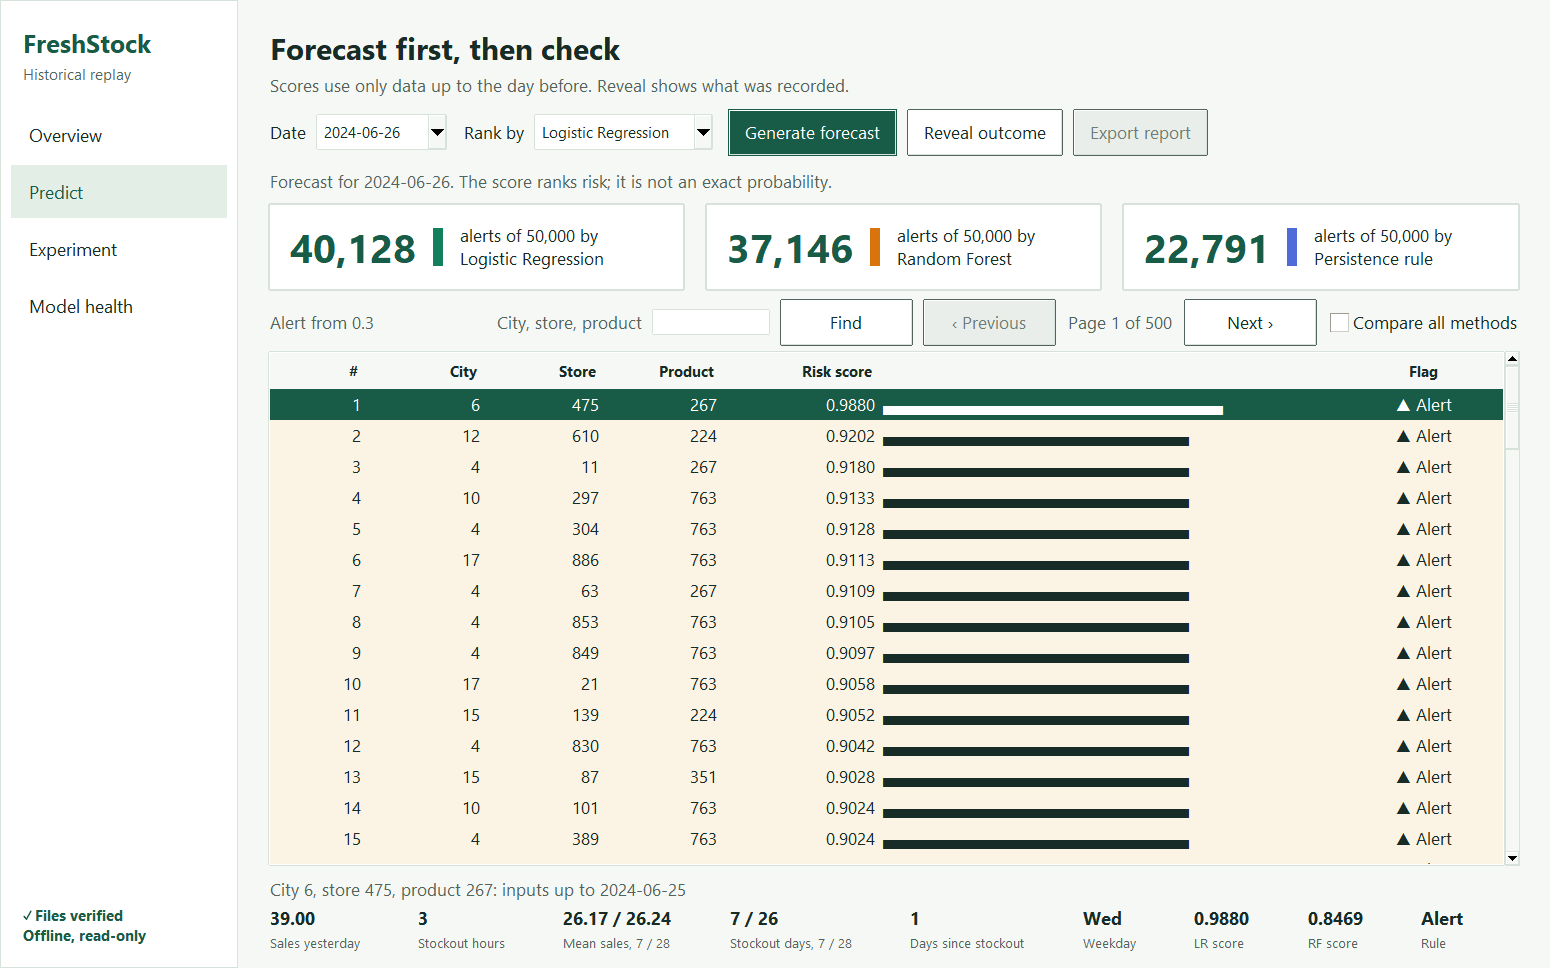 FreshStock
Historical replay
Overview
Predict
Experiment
Model health
✓ Files verified
Offline, read-only
Forecast first, then check
Scores use only data up to the day before. Reveal shows what was recorded.
Date 2024-06-26 Rank by Logistic Regression Generate forecast Reveal outcome Export report
Forecast for 2024-06-26. The score ranks risk; it is not an exact probability.
40,128 alerts of 50,000 by Logistic Regression
37,146 alerts of 50,000 by Random Forest
22,791 alerts of 50,000 by Persistence rule
Alert from 0.3 City, store, product Find ‹ Previous Page 1 of 500 Next › Compare all methods
# City Store Product Risk score Flag
1 6 475 267 0.9880 ▲ Alert
2 12 610 224 0.9202 ▲ Alert
3 4 11 267 0.9180 ▲ Alert
4 10 297 763 0.9133 ▲ Alert
5 4 304 763 0.9128 ▲ Alert
6 17 886 763 0.9113 ▲ Alert
7 4 63 267 0.9109 ▲ Alert
8 4 853 763 0.9105 ▲ Alert
9 4 849 763 0.9097 ▲ Alert
10 17 21 763 0.9058 ▲ Alert
11 15 139 224 0.9052 ▲ Alert
12 4 830 763 0.9042 ▲ Alert
13 15 87 351 0.9028 ▲ Alert
14 10 101 763 0.9024 ▲ Alert
15 4 389 763 0.9024 ▲ Alert
City 6, store 475, product 267: inputs up to 2024-06-25
39.00 3 26.17 / 26.24 7 / 26 1 Wed 0.9880 0.8469 Alert
Sales yesterday Stockout hours Mean sales, 7 / 28 Stockout days, 7 / 28 Days since stockout Weekday LR score RF score Rule